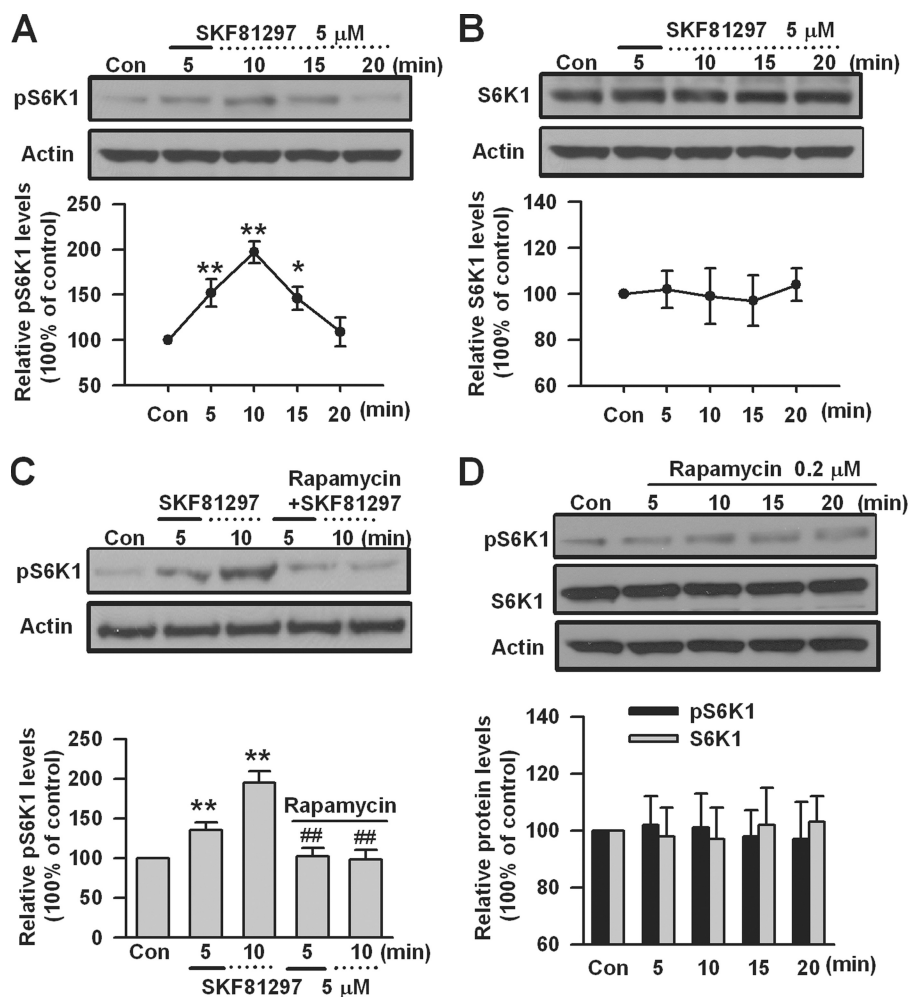 A
SKF81297 5 μM
Con 5 10 15 20 (min)
pS6K1
Actin
Relative pS6K1 levels
(100% of control)
250
200
150
100
50
** ** *
Con 5 10 15 20 (min)
B
SKF81297 5 μM
Con 5 10 15 20 (min)
S6K1
Actin
Relative S6K1 levels
(100% of control)
140
120
100
80
60
Con 5 10 15 20 (min)
C
Rapamycin
SKF81297 +SKF81297
Con 5 10 5 10 (min)
pS6K1
Actin
Relative pS6K1 levels
(100% of control)
250
200
150
100
50
0
** **
Rapamycin
## ##
Con 5 10 5 10 (min)
SKF81297 5 μM
D
Rapamycin 0.2 μM
Con 5 10 15 20 (min)
pS6K1
S6K1
Actin
Relative protein levels
(100% of control)
140
120
100
80
60
pS6K1
S6K1
Con 5 10 15 20 (min)